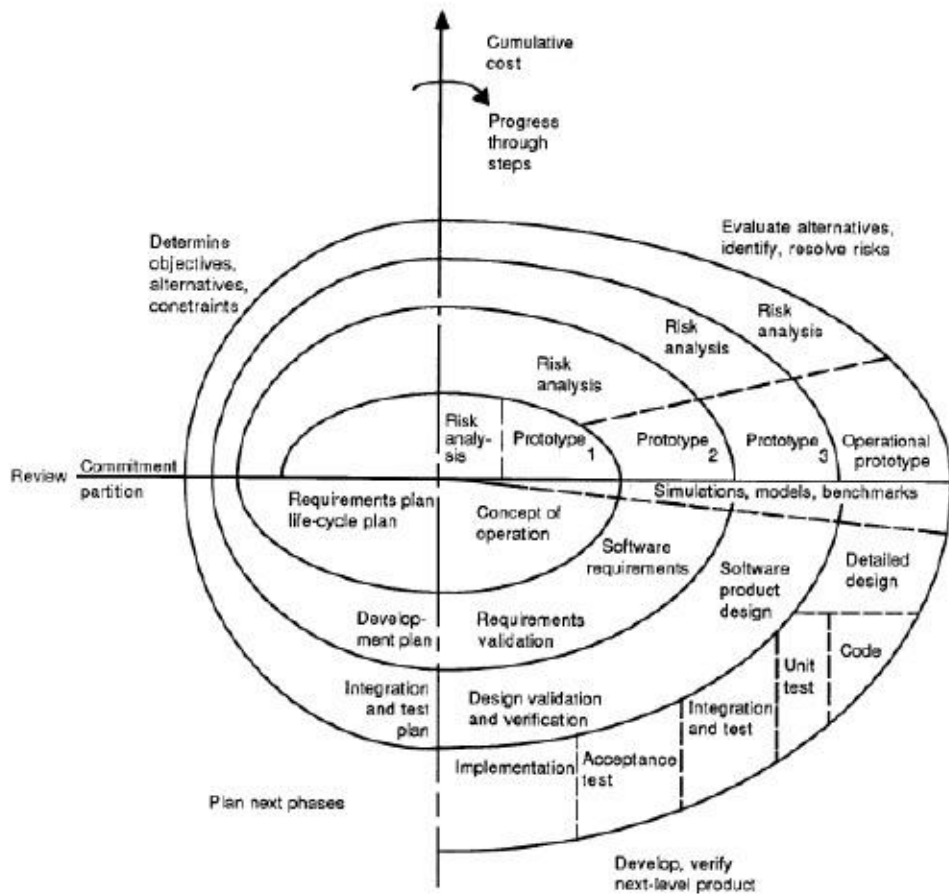 Cumulative
cost
Progress
through
steps
Determine
objectives,
alternatives,
constraints
Evaluate alternatives,
identify, resolve risks
Risk
analysis
Risk
analysis
Risk
analysis
Risk
analy-
sis
Prototype
1
Prototype
2
Prototype
3
Operational
prototype
Review
Commitment
partition
Simulations, models, benchmarks
Requirements plan
life-cycle plan
Concept of
operation
Software
requirements
Software
product
design
Detailed
design
Develop-
ment plan
Requirements
validation
Code
Unit
test
Integration
and test
plan
Design validation
and verification
Integration
and test
Acceptance
test
Implementation
Plan next phases
Develop, verify
next-level product